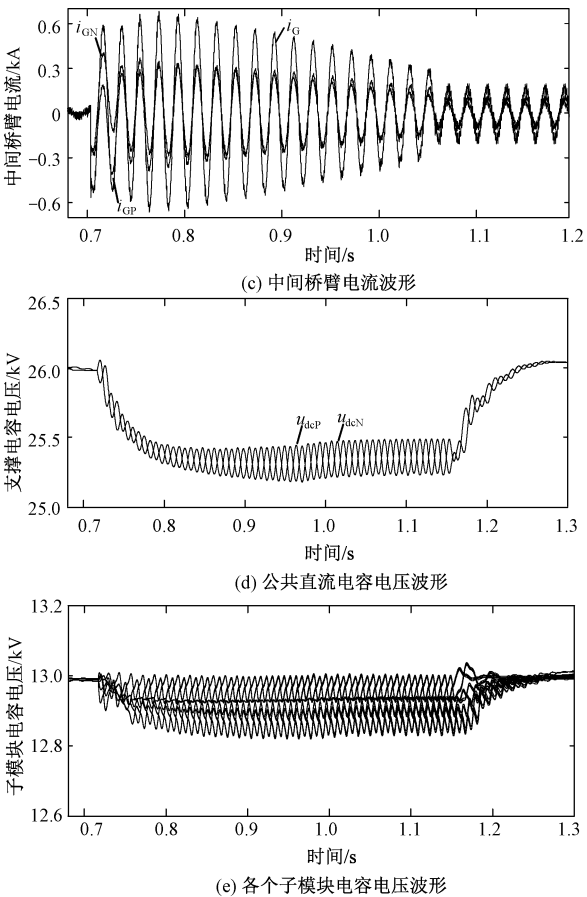 中间桥臂电流/kA
0.6
0.3
0
−0.3
−0.6
i_GN
i_G
i_GP
0.7 0.8 0.9 1.0 1.1 1.2
时间/s
(c) 中间桥臂电流波形
支撑电容电压/kV
26.5
26.0
25.5
25.0
u_dcP u_dcN
0.7 0.8 0.9 1.0 1.1 1.2 1.3
时间/s
(d) 公共直流电容电压波形
子模块电容电压/kV
13.2
13.0
12.8
12.6
0.7 0.8 0.9 1.0 1.1 1.2 1.3
时间/s
(e) 各个子模块电容电压波形